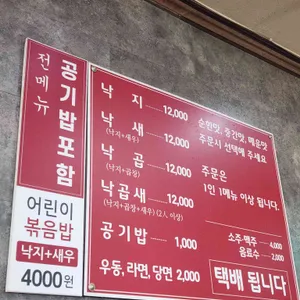 전메뉴
공기밥포함
어린이
볶음밥
낙지+새우
4000원
낙 지 12,000
낙 새 12,000
(낙지+새우)
낙 곱 12,000
(낙지+곱창)
낙곱새 12,000
(낙지+곱창+새우) (2인 이상)
공기밥 1,000
우동, 라면, 당면 2,000
순한맛, 중간맛, 매운맛
주문시 선택해 주세요
주문은
1인 1메뉴 이상 됩니다.
소주·맥주 4,000
음료수 2,000
택배 됩니다